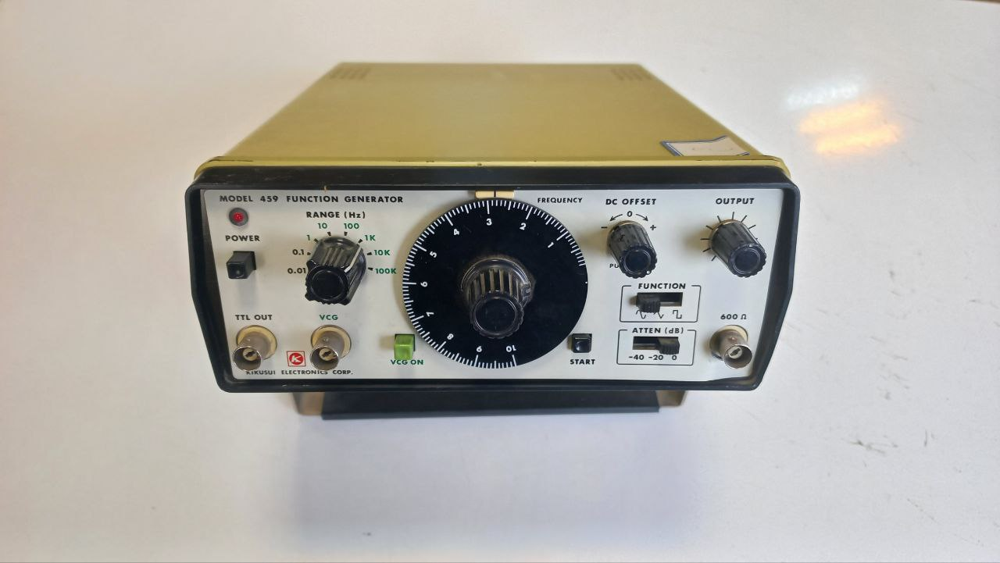 MODEL 459 FUNCTION GENERATOR
FREQUENCY
DC OFFSET
OUTPUT
RANGE (Hz)
POWER
0.01 0.1 1 10 100 1K 10K 100K
1 2 3 4 5 6 7 8 9 10
- 0 +
PU
FUNCTION
TTL OUT
VCG
600 Ω
ATTEN (dB)
-40 -20 0
VCG ON
START
K
KIKUSUI ELECTRONICS CORP.